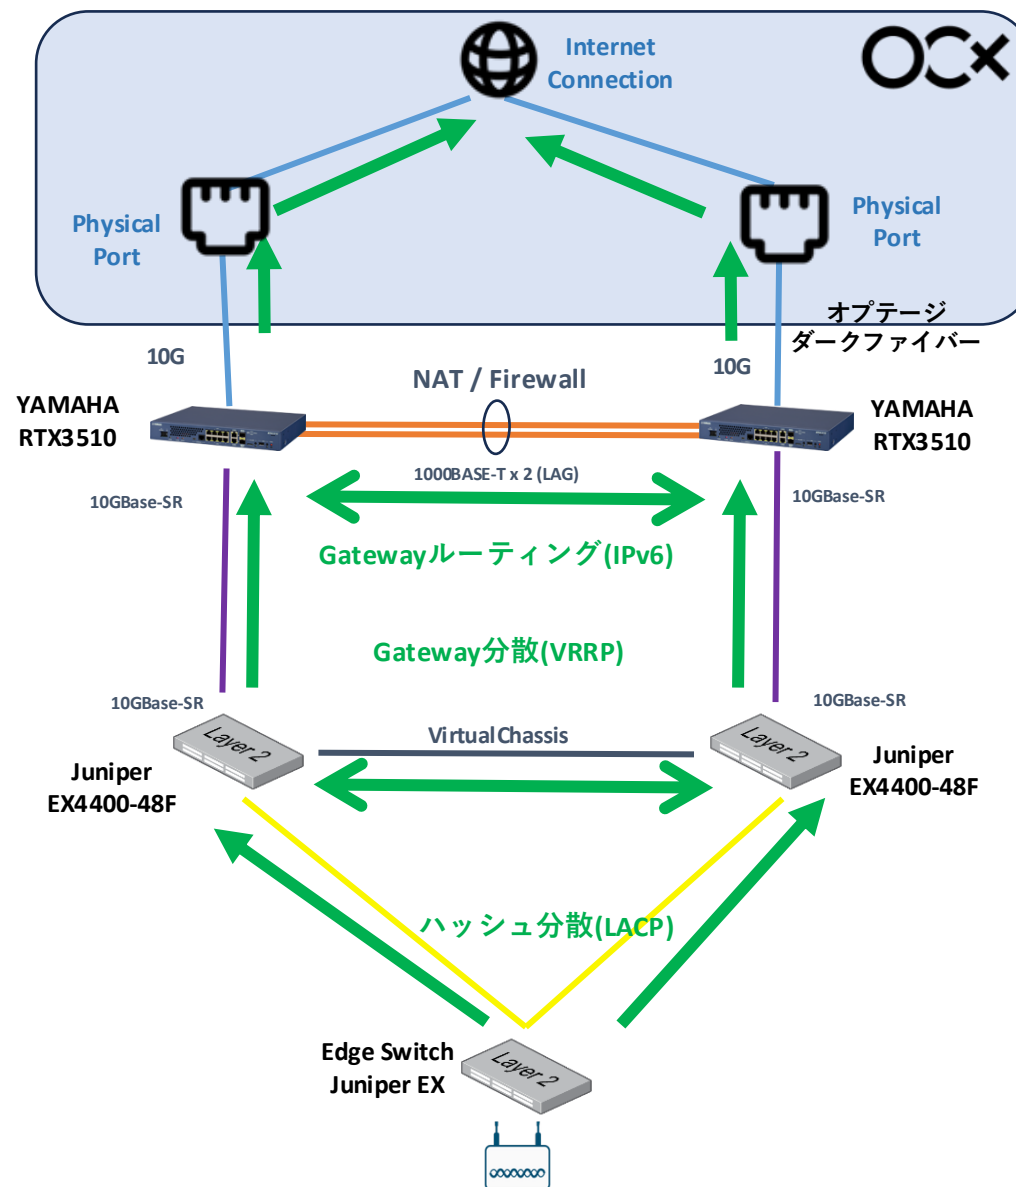 Internet
Connection
OCX
Physical
Port
Physical
Port
オプテージ
ダークファイバー
10G
10G
NAT / Firewall
YAMAHA
RTX3510
YAMAHA
RTX3510
1000BASE-T x 2 (LAG)
10GBase-SR
10GBase-SR
Gatewayルーティング(IPv6)
Gateway分散(VRRP)
10GBase-SR
10GBase-SR
Layer 2
VirtualChassis
Layer 2
Juniper
EX4400-48F
Juniper
EX4400-48F
ハッシュ分散(LACP)
Edge Switch
Juniper EX
Layer 2